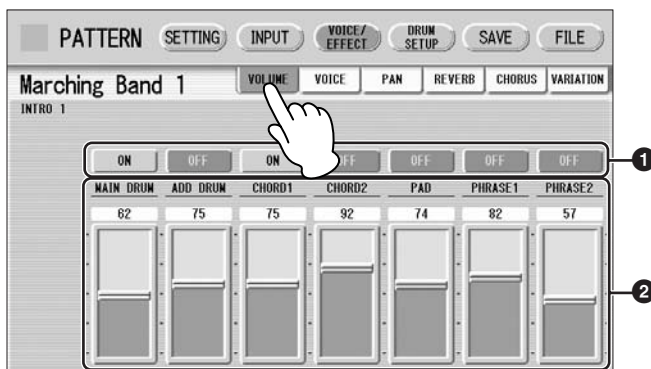 PATTERN SETTING INPUT VOICE/ EFFECT DRUM SETUP SAVE FILE
Marching Band 1 VOLUME VOICE PAN REVERB CHORUS VARIATION
INTRO 1
ON OFF ON OFF OFF OFF OFF 1
MAIN DRUM ADD DRUM CHORD1 CHORD2 PAD PHRASE1 PHRASE2
62 75 75 92 74 82 57
2